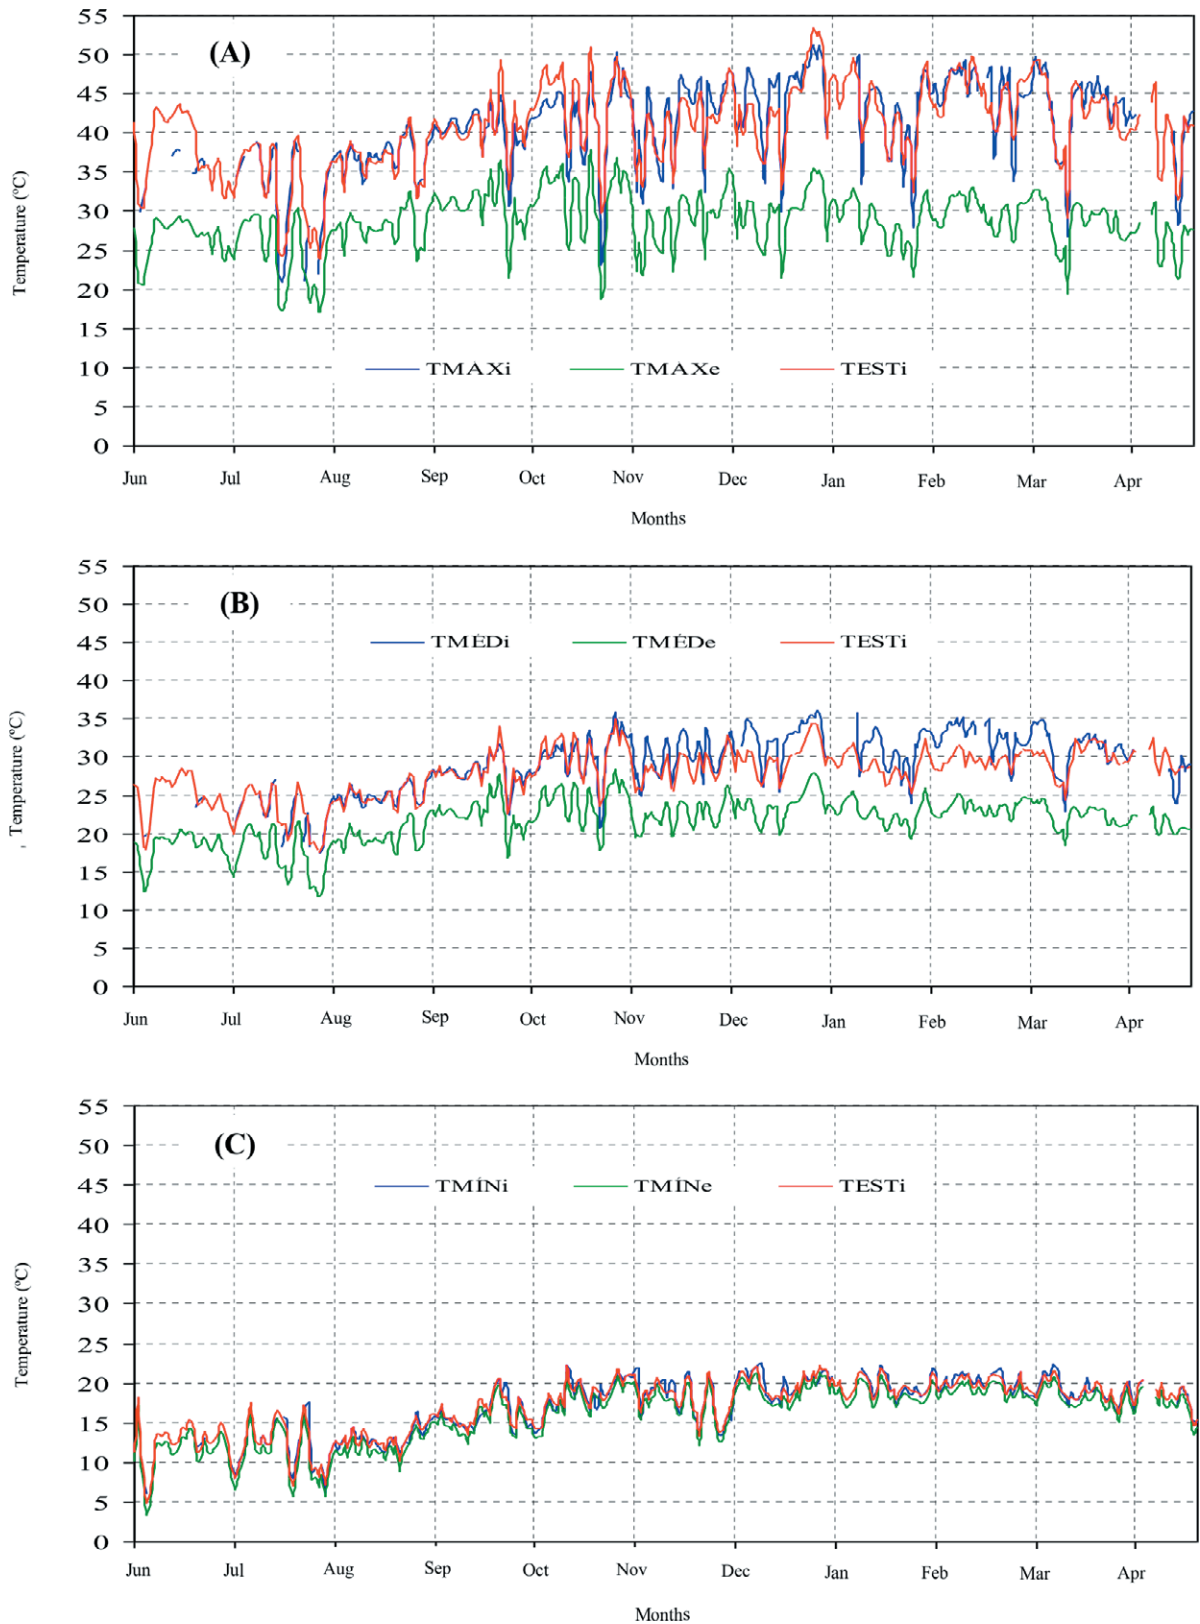 55
(A)
50
45
40
35
30
25
20
15
10
5
0
Temperature (ºC)
TMÁXi TMÁXe TESTi
Jun Jul Aug Sep Oct Nov Dec Jan Feb Mar Apr
Months
55
(B)
50
45
40
35
30
25
20
15
10
5
0
Temperature (ºC)
TMÉDi TMÉDe TESTi
Jun Jul Aug Sep Oct Nov Dec Jan Feb Mar Apr
Months
55
(C)
50
45
40
35
30
25
20
15
10
5
0
Temperature (ºC)
TMÍNi TMÍNe TESTi
Jun Jul Aug Sep Oct Nov Dec Jan Feb Mar Apr
Months